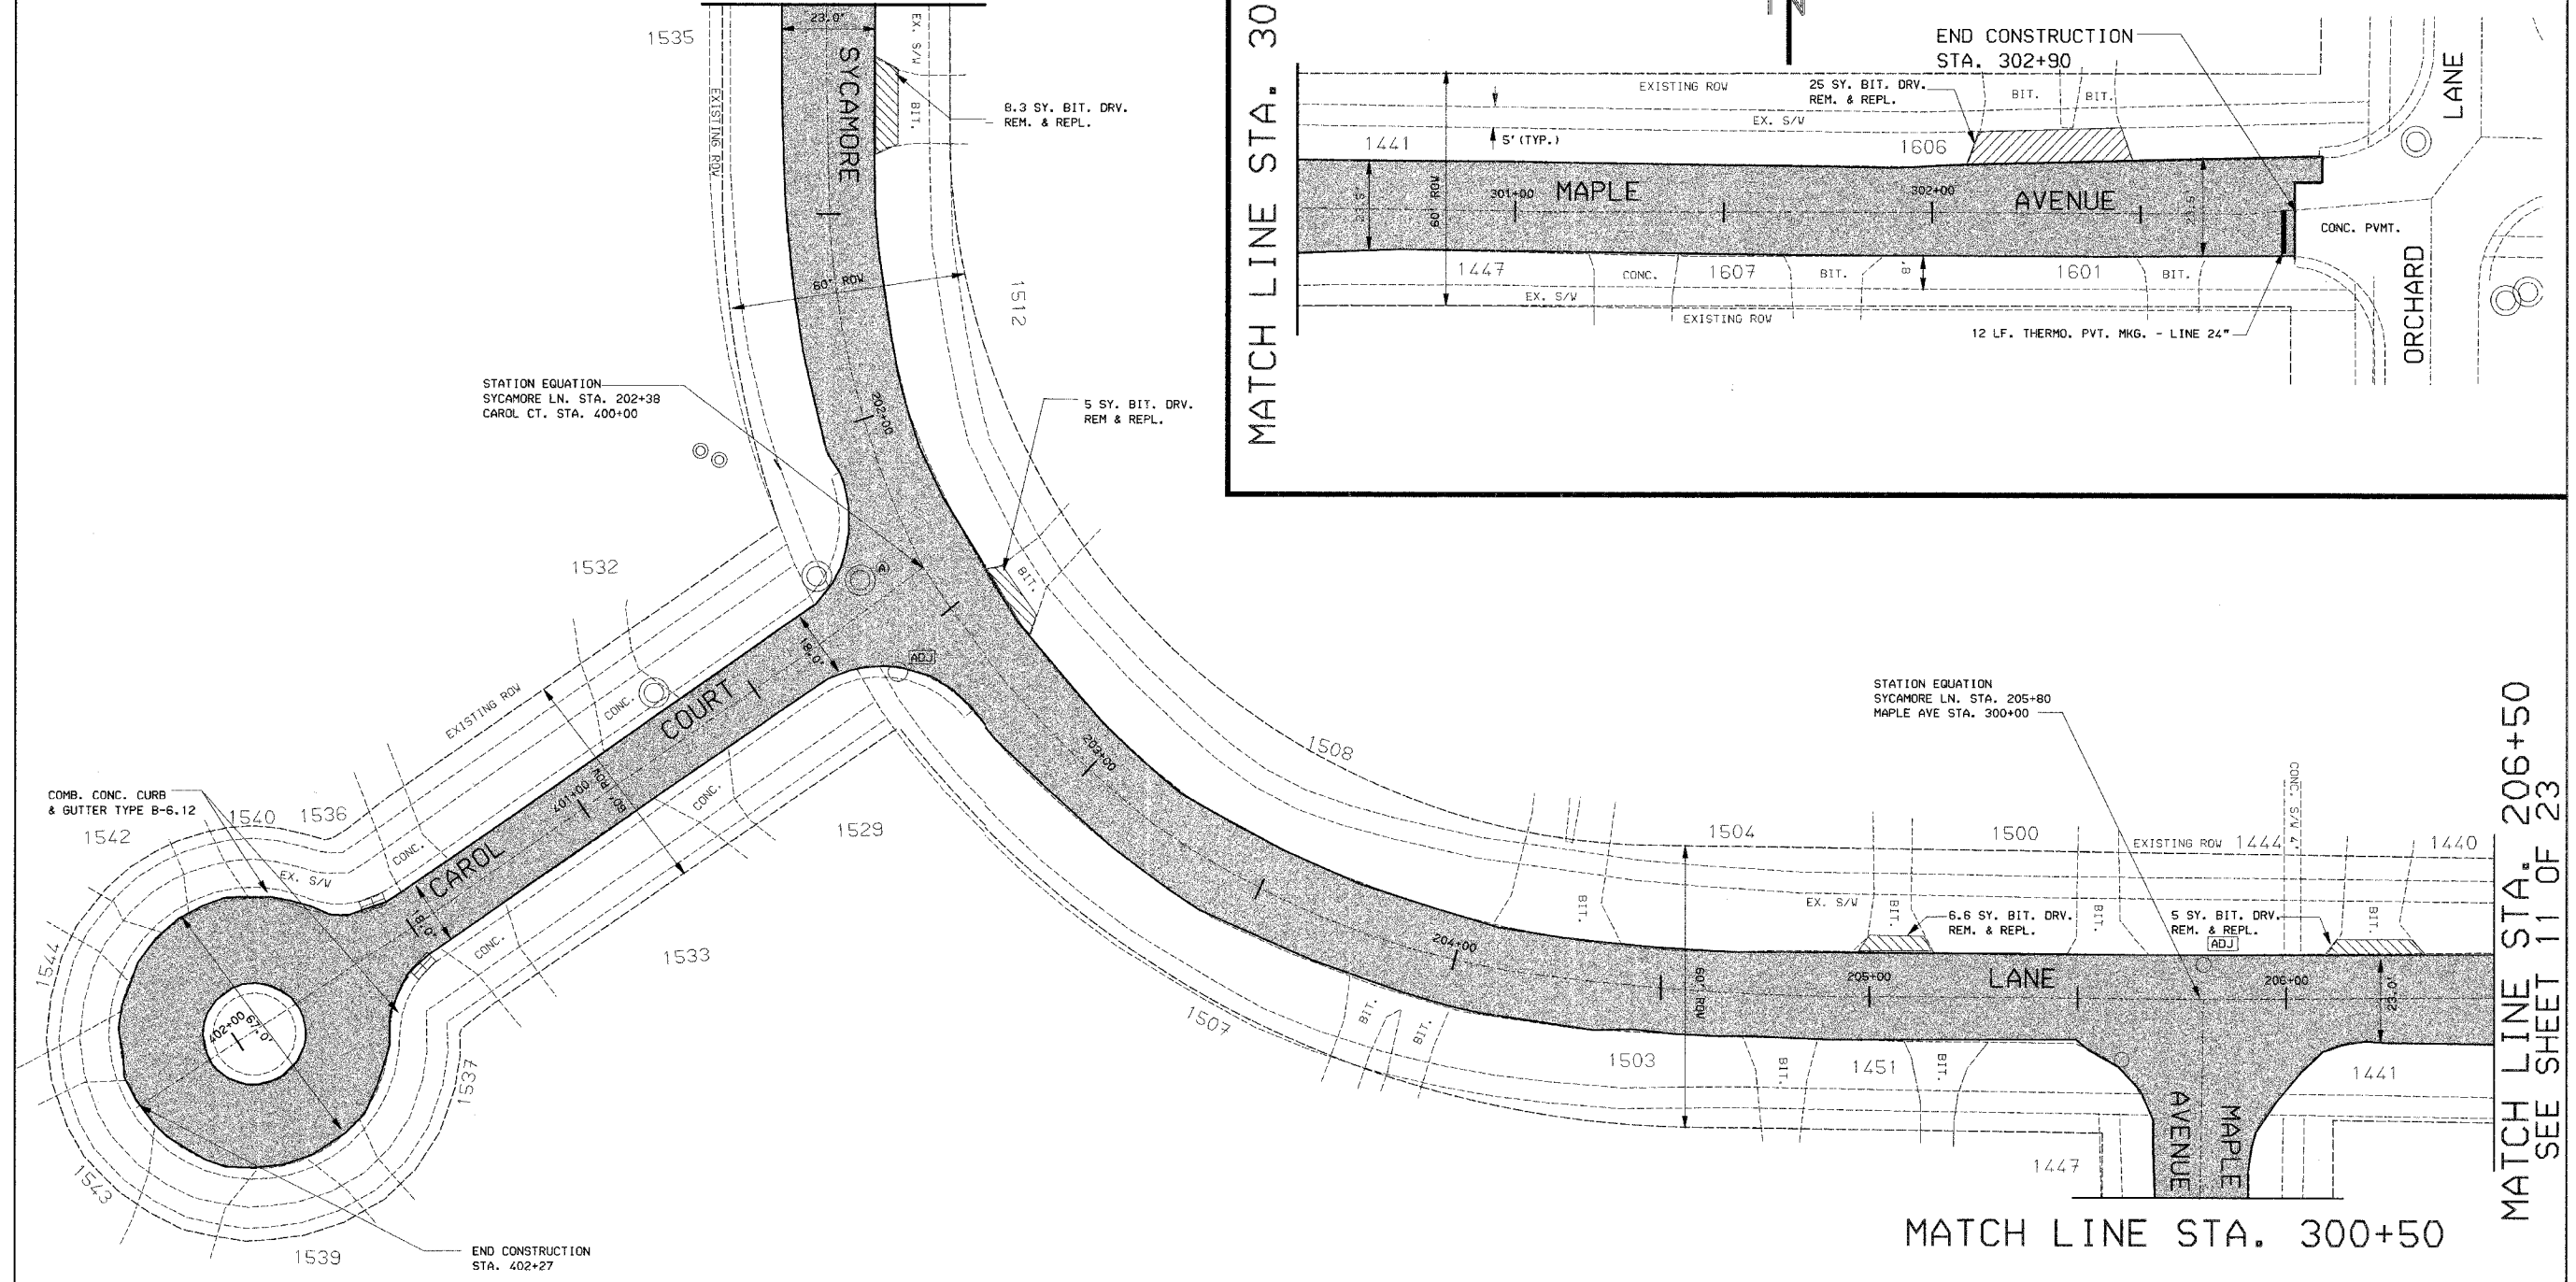 23.0'
1535
SYCAMORE
EX. S/W
BIT.
EXISTING ROW
8.3 SY. BIT. DRV.
REM. & REPL.
60' ROW
1512
STATION EQUATION
SYCAMORE LN. STA. 202+38
CAROL CT. STA. 400+00
202+00
5 SY. BIT. DRV.
REM & REPL.
BIT.
1532
A
18.0'
ADJ
EXISTING ROW
CONC.
COURT
203+00
1508
COMB. CONC. CURB
& GUTTER TYPE B-6.12
401+00
60' ROW
CONC.
1542
1540
1536
1529
CONC.
EX. S/W
CAROL
18.0'
CONC.
1533
1544
402+00
67.0'
1537
1543
1539
END CONSTRUCTION
STA. 402+27
1507
BIT.
BIT.
BIT.
204+00
1503
60' ROW
1504
1500
EXISTING ROW
1444
CONC. S/W 4'
1440
EX. S/W
BIT.
6.6 SY. BIT. DRV.
REM. & REPL.
BIT.
5 SY. BIT. DRV.
REM. & REPL.
ADJ
BIT.
205+00
LANE
206+00
23.0'
BIT.
1451
BIT.
1441
1447
MAPLE
AVENUE
STATION EQUATION
SYCAMORE LN. STA. 205+80
MAPLE AVE STA. 300+00
MATCH LINE STA. 206+50
SEE SHEET 11 OF 23
MATCH LINE STA. 300+50
MATCH LINE STA. 30
N
END CONSTRUCTION
STA. 302+90
EXISTING ROW
25 SY. BIT. DRV.
REM. & REPL.
BIT.
BIT.
EX. S/W
5' (TYP.)
1441
1606
60' ROW
301+00
MAPLE
302+00
AVENUE
CONC. PVMT.
1447
CONC.
1607
BIT.
8'
1601
BIT.
EX. S/W
EXISTING ROW
12 LF. THERMO. PVT. MKG. - LINE 24"
ORCHARD
LANE